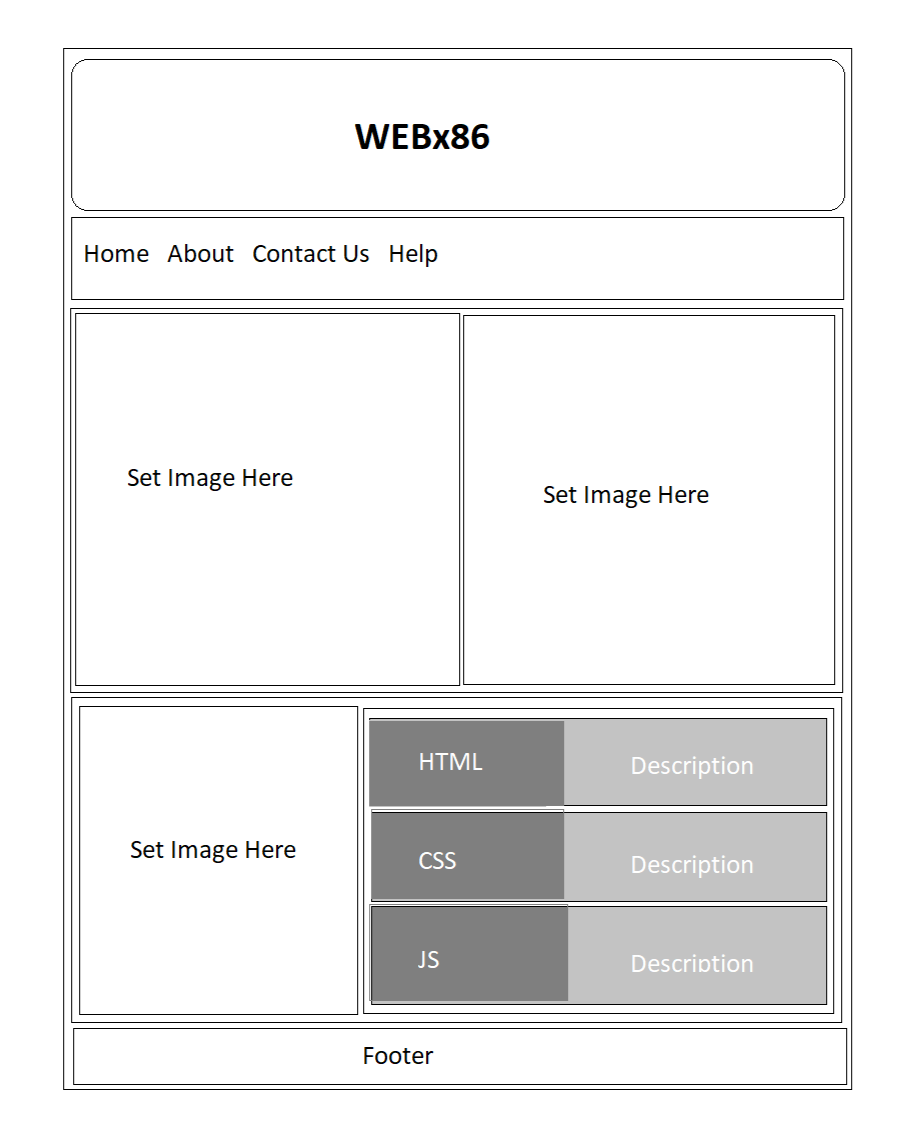 WEBx86
Home About Contact Us Help
Set Image Here
Set Image Here
Set Image Here
HTML
Description
CSS
Description
JS
Description
Footer